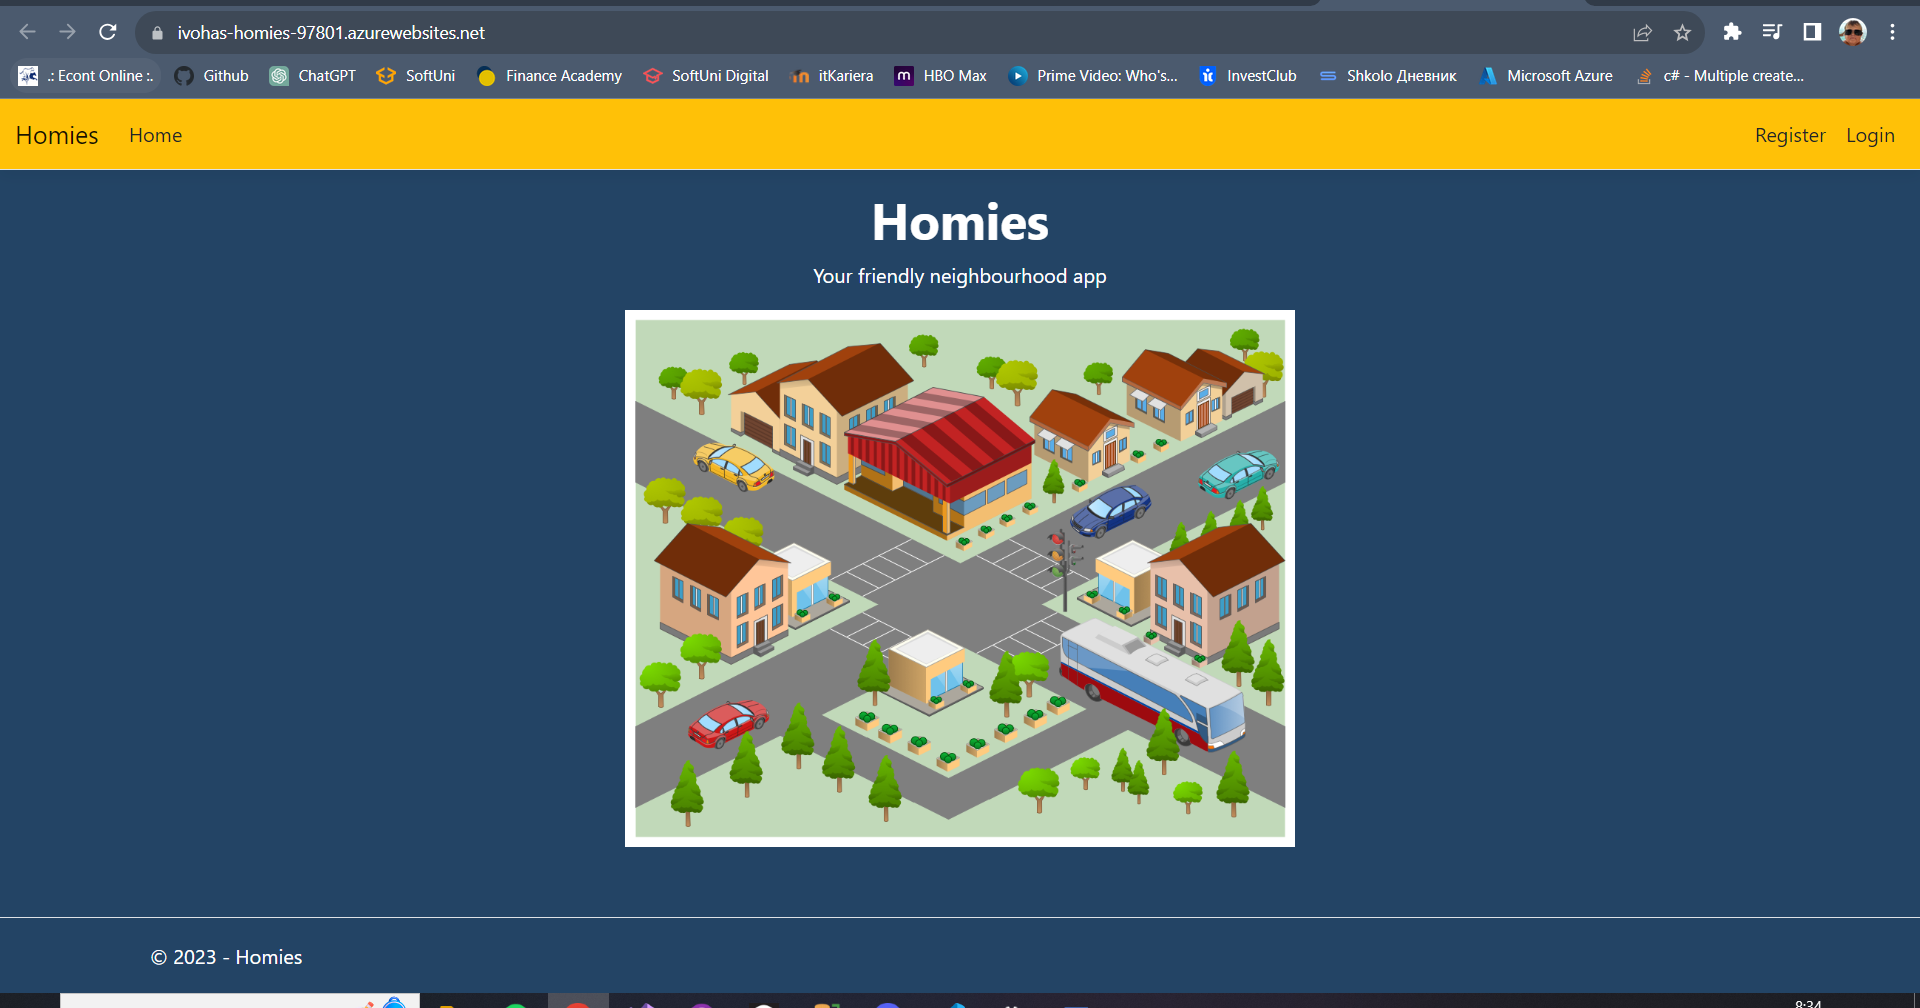 ivohas-homies-97801.azurewebsites.net
.: Econt Online :. Github ChatGPT SoftUni Finance Academy SoftUni Digital itKariera HBO Max Prime Video: Who's... InvestClub Shkolo Дневник Microsoft Azure c# - Multiple create...
Homies Home Register Login
Homies
Your friendly neighbourhood app
© 2023 - Homies
8:34